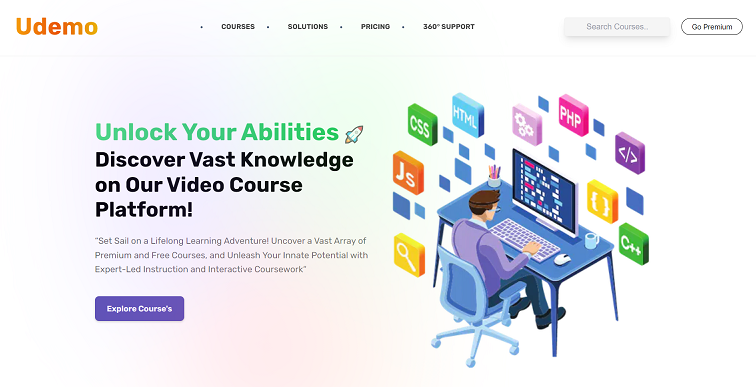 Udemo
• COURSES • SOLUTIONS • PRICING • 360° SUPPORT
Search Courses..
Go Premium
Unlock Your Abilities 🚀
Discover Vast Knowledge
on Our Video Course
Platform!
"Set Sail on a Lifelong Learning Adventure! Uncover a Vast Array of
Premium and Free Courses, and Unleash Your Innate Potential with
Expert-Led Instruction and Interactive Coursework"
Explore Course's
CSS
HTML
PHP
</>
Js
{ }
C++